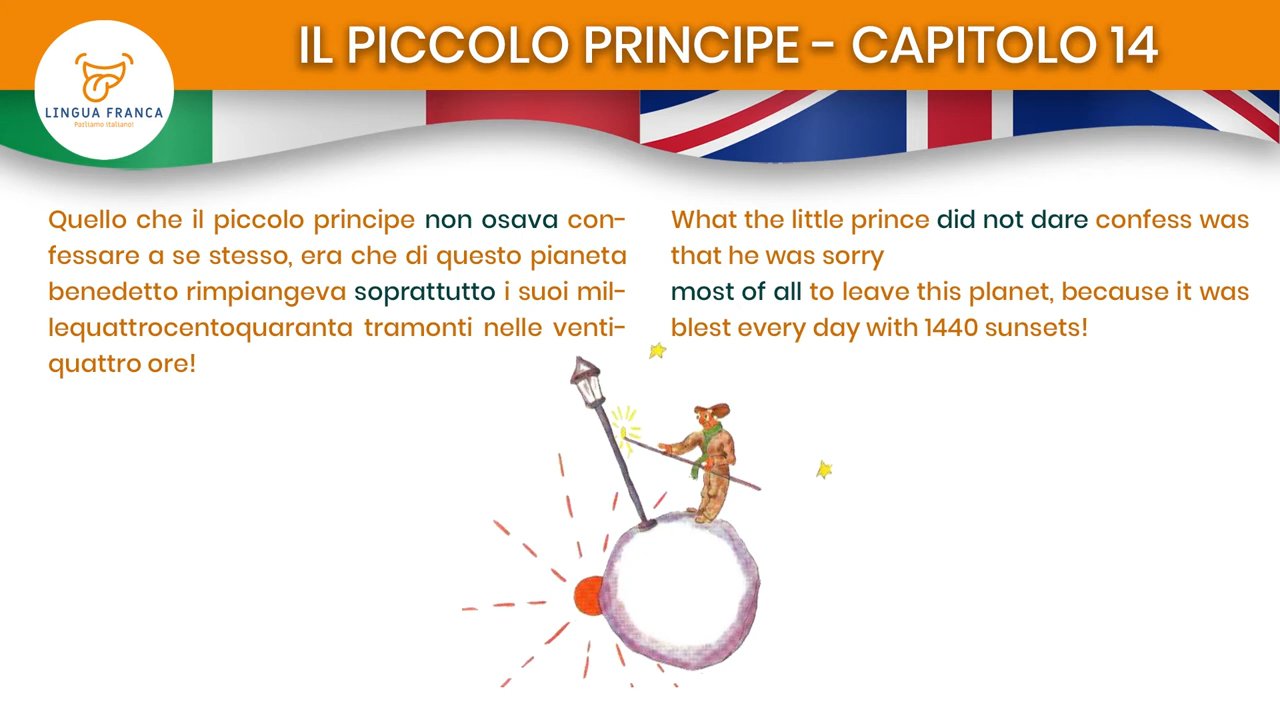 IL PICCOLO PRINCIPE - CAPITOLO 14
LINGUA FRANCA
Parliamo italiano!
Quello che il piccolo principe non osava con-
fessare a se stesso, era che di questo pianeta
benedetto rimpiangeva soprattutto i suoi mil-
lequattrocentoquaranta tramonti nelle venti-
quattro ore!
What the little prince did not dare confess was
that he was sorry
most of all to leave this planet, because it was
blest every day with 1440 sunsets!